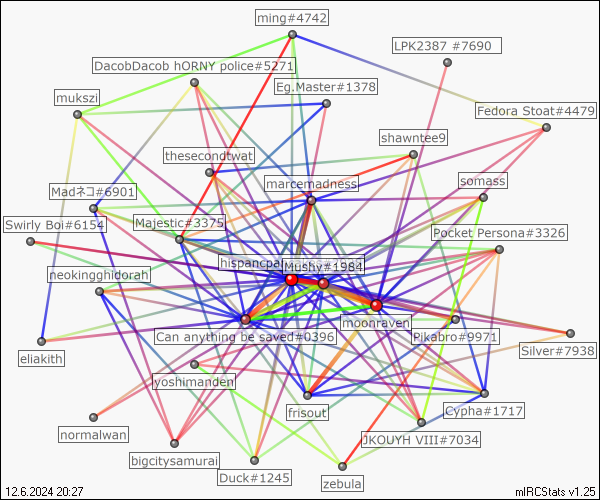 ming#4742
LPK2387 #7690
DacobDacob hORNY police#5271
Eg.Master#1378
mukszi
Fedora Stoat#4479
shawntee9
thesecondtwat
marcemadness
somass
Madネコ#6901
Swirly Boi#6154
Majestic#3375
Pocket Persona#3326
hispancpa
Mushy#1984
neokingghidorah
moonraven
Can anything be saved#0396
Pikabro#9971
eliakith
Silver#7938
yoshimanden
frisout
Cypha#1717
normalwan
JKOUYH VIII#7034
bigcitysamurai
Duck#1245
zebula
12.6.2024 20:27
mIRCStats v1.25